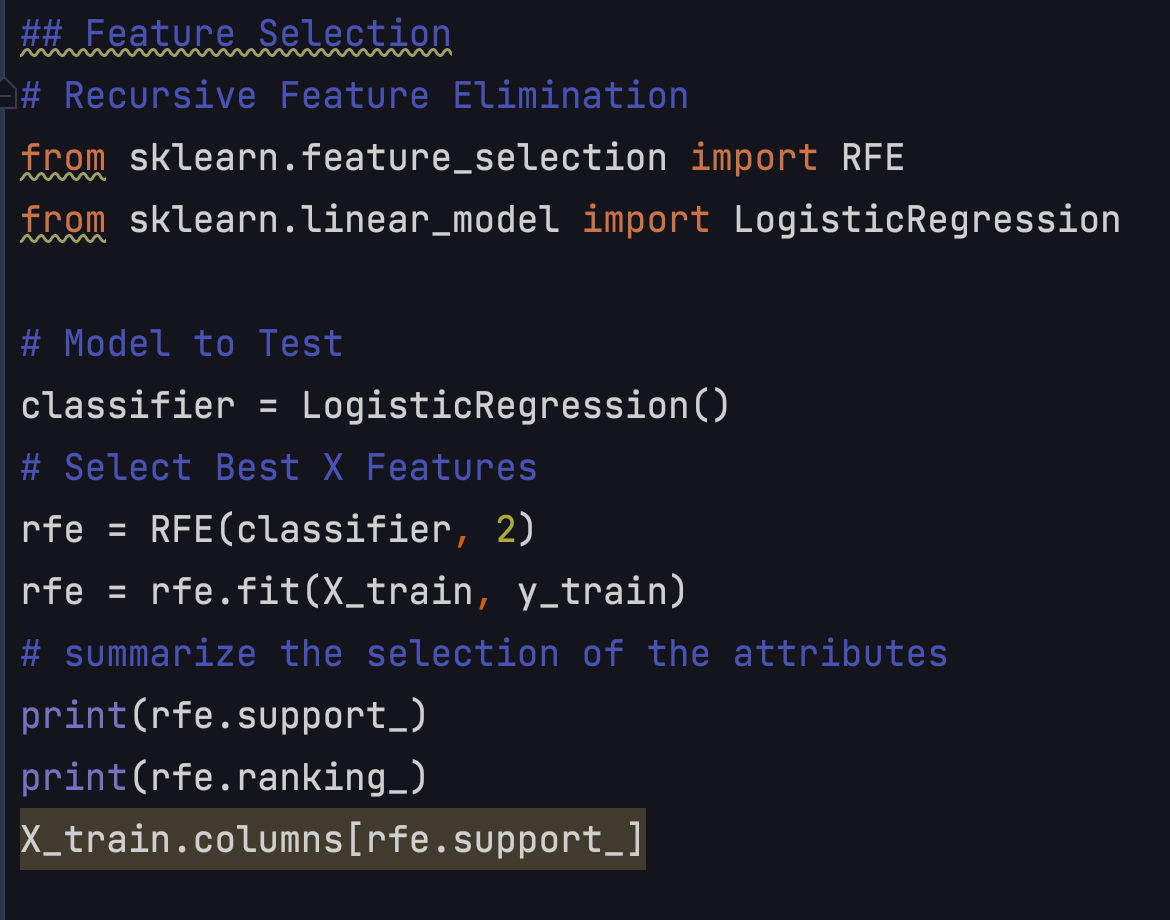 ## Feature Selection
# Recursive Feature Elimination
from sklearn.feature_selection import RFE
from sklearn.linear_model import LogisticRegression
# Model to Test
classifier = LogisticRegression()
# Select Best X Features
rfe = RFE(classifier, 2)
rfe = rfe.fit(X_train, y_train)
# summarize the selection of the attributes
print(rfe.support_)
print(rfe.ranking_)
X_train.columns[rfe.support_]